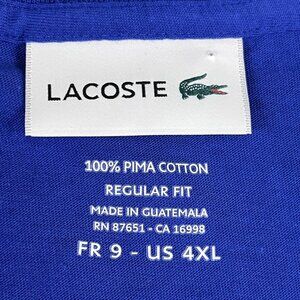 LACOSTE
100% PIMA COTTON
REGULAR FIT
MADE IN GUATEMALA
RN 87651 - CA 16998
FR 9 - US 4XL